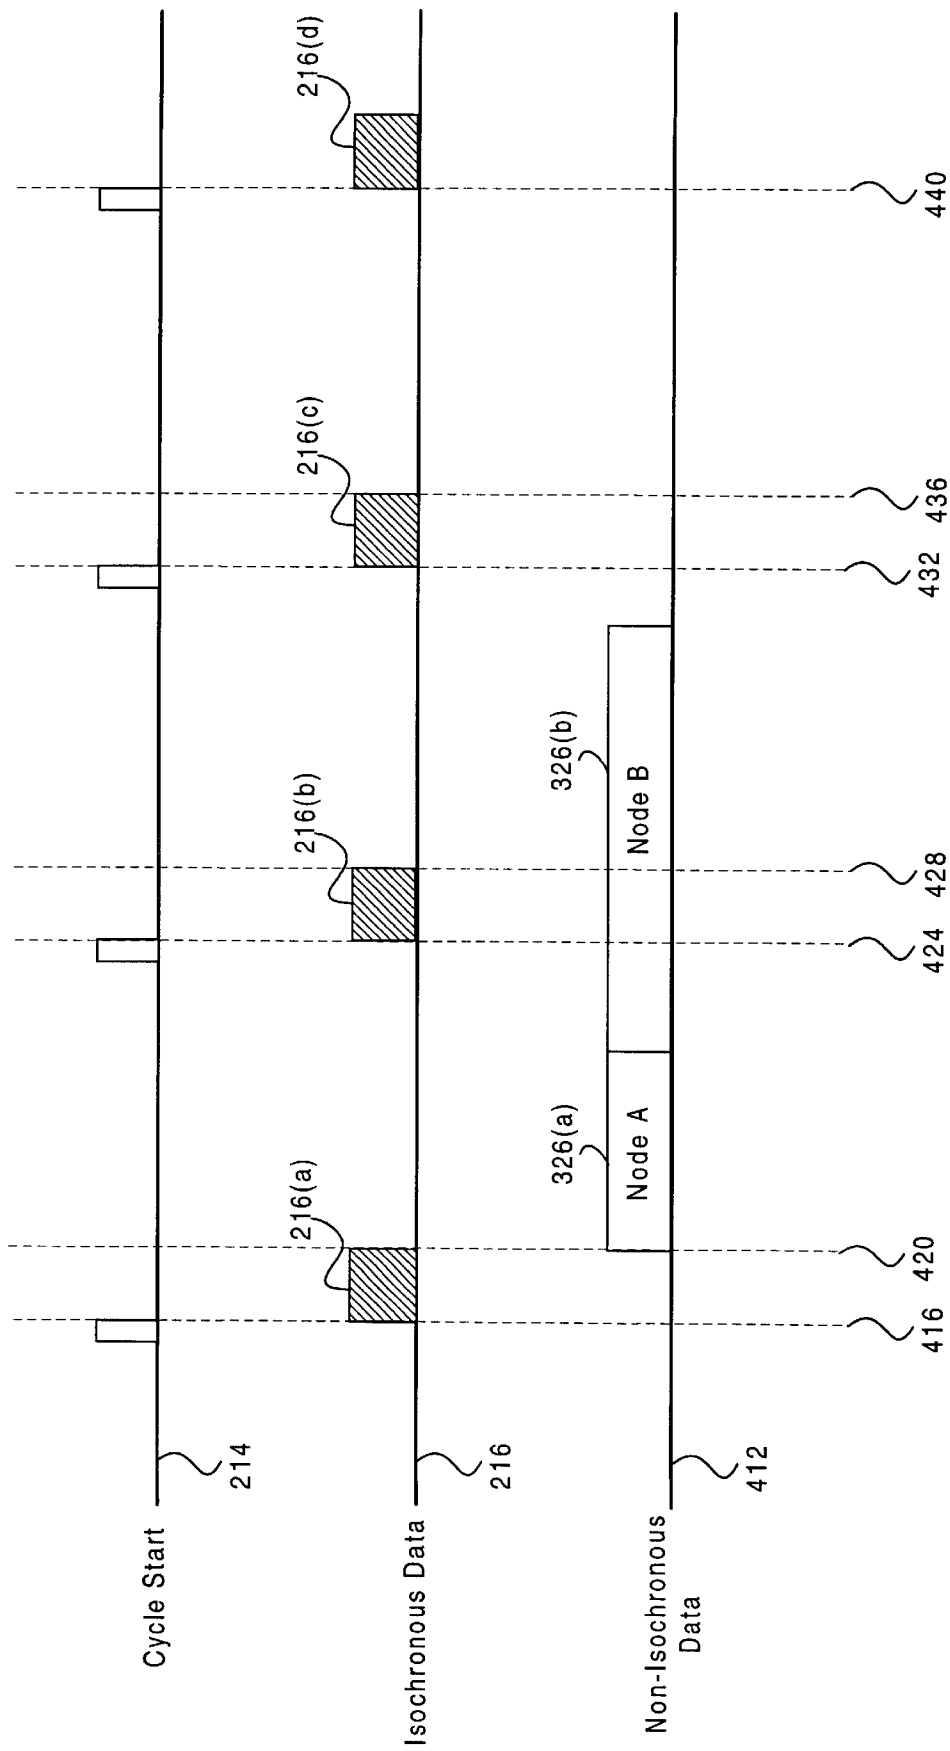 Cycle Start
214
Isochronous Data
216
216(a)
216(b)
216(c)
216(d)
Non-Isochronous
Data
412
326(a)
Node A
326(b)
Node B
416
420
424
428
432
436
440